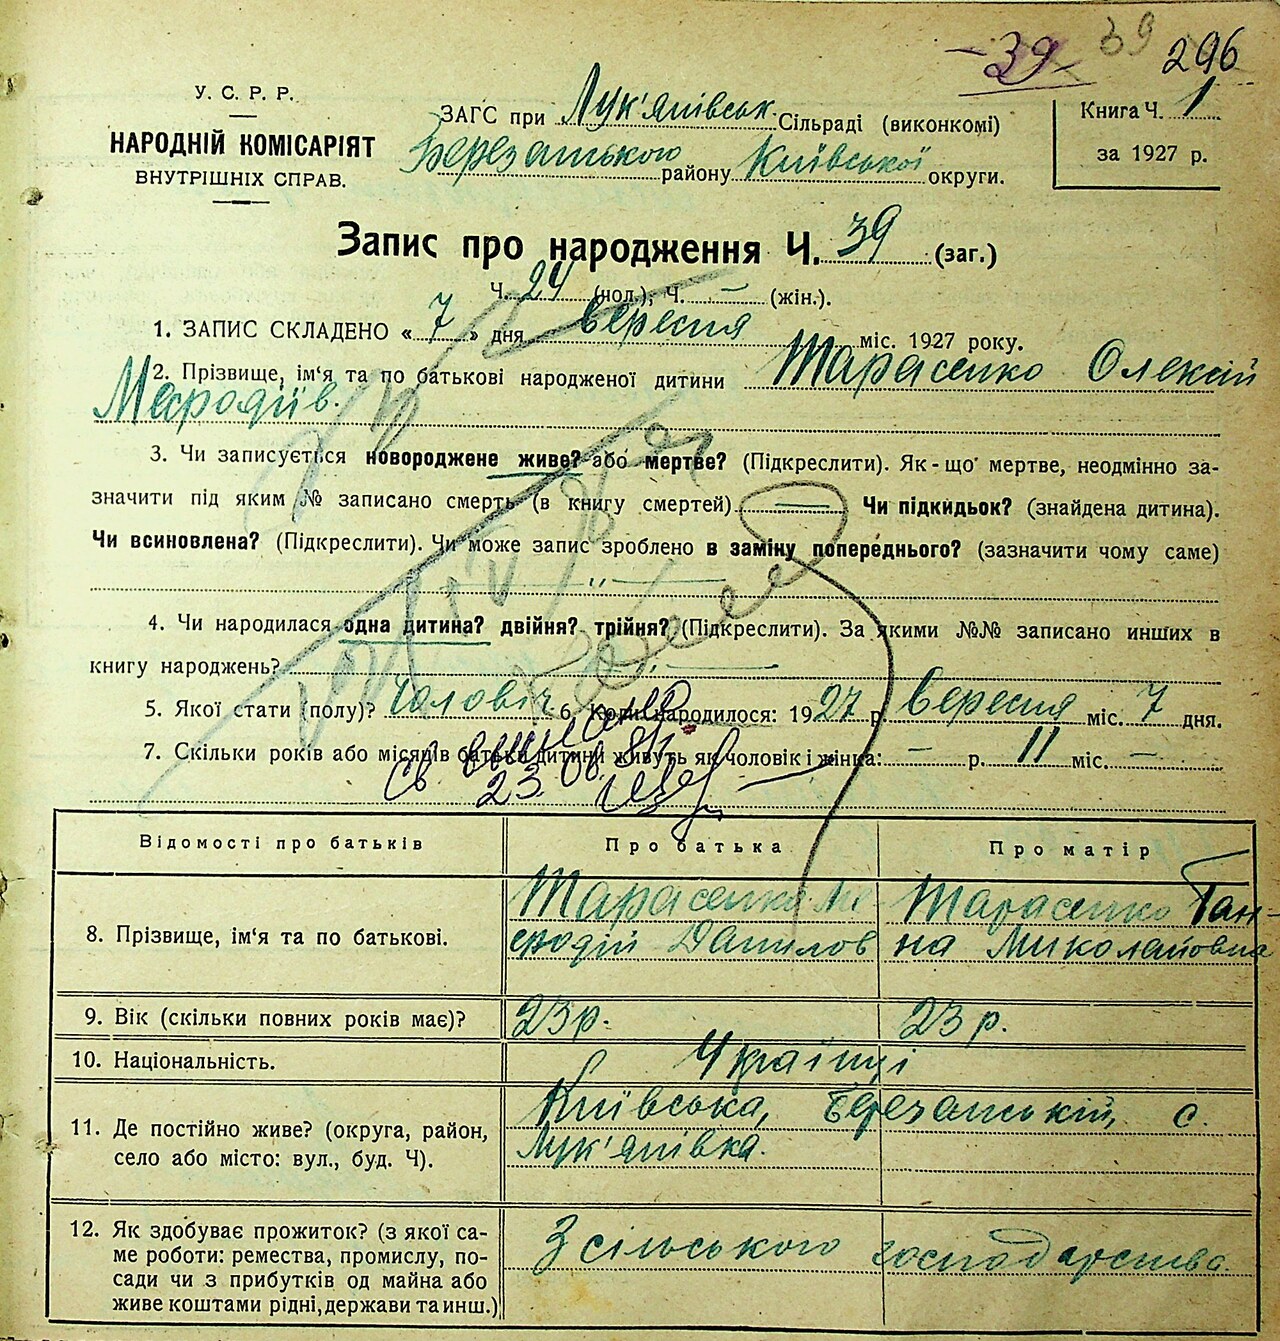 39 39 296
У. С. Р. Р.
НАРОДНІЙ КОМІСАРІЯТ
ВНУТРІШНІХ СПРАВ.
ЗАГС при Лук'янівськ. Сільраді (виконкомі)
Березанського району Київської округи.
Книга Ч. 1
за 1927 р.
Запис про народження Ч. 39 (заг.)
Ч. 24 (чол.), Ч. — (жін.).
1. ЗАПИС СКЛАДЕНО « 7 » дня вересня міс. 1927 року.
2. Прізвище, ім'я та по батькові народженої дитини Тарасенко Олексій
Мефодіїв.
3. Чи записується новороджене живе? або мертве? (Підкреслити). Як-що мертве, неодмінно за-
значити під яким № записано смерть (в книгу смертей) — Чи підкидьок? (знайдена дитина).
Чи всиновлена? (Підкреслити). Чи може запис зроблено в заміну попереднього? (зазначити чому саме)
— „ —
4. Чи народилася одна дитина? двійня? трійня? (Підкреслити). За якими №№ записано инших в
книгу народжень? — „ —
5. Якої стати (полу)? Чоловіч 6. Коли народилося: 1927 р. Вересня міс. 7 дня.
7. Скільки років або місяців батьки дитини живуть як чоловік і жінка: — р. 11 міс. —
23.06.
Відомості про батьків
Про батька
Про матір
8. Прізвище, ім'я та по батькові.
Тарасенко Ме-
фодій Данилов
Тарасенко Ган-
на Миколаївна
9. Вік (скільки повних років має)?
23 р.
23 р.
10. Національність.
Українці
11. Де постійно живе? (округа, район,
село або місто: вул., буд. Ч).
Київська, Березанській, с.
Лук'янівка.
12. Як здобуває прожиток? (з якої са-
ме роботи: ремества, промислу, по-
сади чи з прибутків од майна або
живе коштами рідні, держави та инш.)
З сільського господарства.